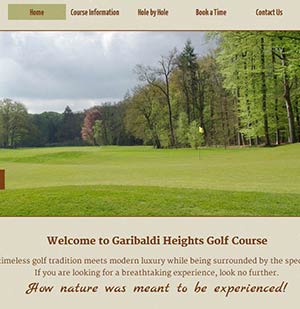 Home Course Information Hole by Hole Book a Time Contact Us
Welcome to Garibaldi Heights Golf Course
timeless golf tradition meets modern luxury while being surrounded by the
If you are looking for a breathtaking experience, look no further.
How nature was meant to be experienced!